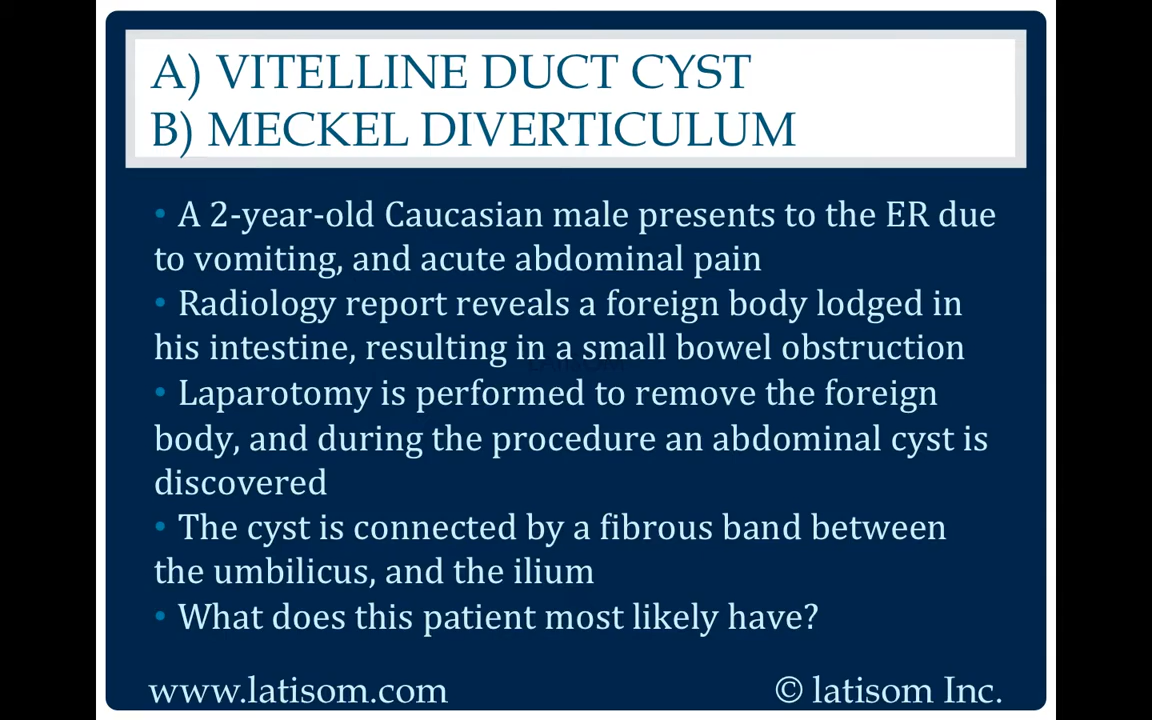 A) VITELLINE DUCT CYST
B) MECKEL DIVERTICULUM
• A 2-year-old Caucasian male presents to the ER due
to vomiting, and acute abdominal pain
• Radiology report reveals a foreign body lodged in
his intestine, resulting in a small bowel obstruction
• Laparotomy is performed to remove the foreign
body, and during the procedure an abdominal cyst is
discovered
• The cyst is connected by a fibrous band between
the umbilicus, and the ilium
• What does this patient most likely have?
www.latisom.com © latisom Inc.